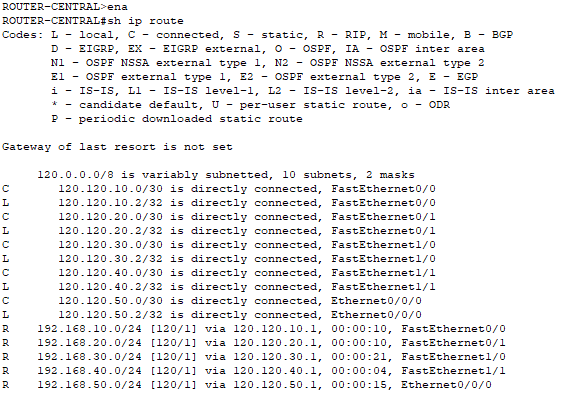 ROUTER-CENTRAL>ena
ROUTER-CENTRAL#sh ip route
Codes: L - local, C - connected, S - static, R - RIP, M - mobile, B - BGP
       D - EIGRP, EX - EIGRP external, O - OSPF, IA - OSPF inter area
       N1 - OSPF NSSA external type 1, N2 - OSPF NSSA external type 2
       E1 - OSPF external type 1, E2 - OSPF external type 2, E - EGP
       i - IS-IS, L1 - IS-IS level-1, L2 - IS-IS level-2, ia - IS-IS inter area
       * - candidate default, U - per-user static route, o - ODR
       P - periodic downloaded static route
Gateway of last resort is not set
     120.0.0.0/8 is variably subnetted, 10 subnets, 2 masks
C       120.120.10.0/30 is directly connected, FastEthernet0/0
L       120.120.10.2/32 is directly connected, FastEthernet0/0
C       120.120.20.0/30 is directly connected, FastEthernet0/1
L       120.120.20.2/32 is directly connected, FastEthernet0/1
C       120.120.30.0/30 is directly connected, FastEthernet1/0
L       120.120.30.2/32 is directly connected, FastEthernet1/0
C       120.120.40.0/30 is directly connected, FastEthernet1/1
L       120.120.40.2/32 is directly connected, FastEthernet1/1
C       120.120.50.0/30 is directly connected, Ethernet0/0/0
L       120.120.50.2/32 is directly connected, Ethernet0/0/0
R    192.168.10.0/24 [120/1] via 120.120.10.1, 00:00:10, FastEthernet0/0
R    192.168.20.0/24 [120/1] via 120.120.20.1, 00:00:10, FastEthernet0/1
R    192.168.30.0/24 [120/1] via 120.120.30.1, 00:00:21, FastEthernet1/0
R    192.168.40.0/24 [120/1] via 120.120.40.1, 00:00:04, FastEthernet1/1
R    192.168.50.0/24 [120/1] via 120.120.50.1, 00:00:15, Ethernet0/0/0